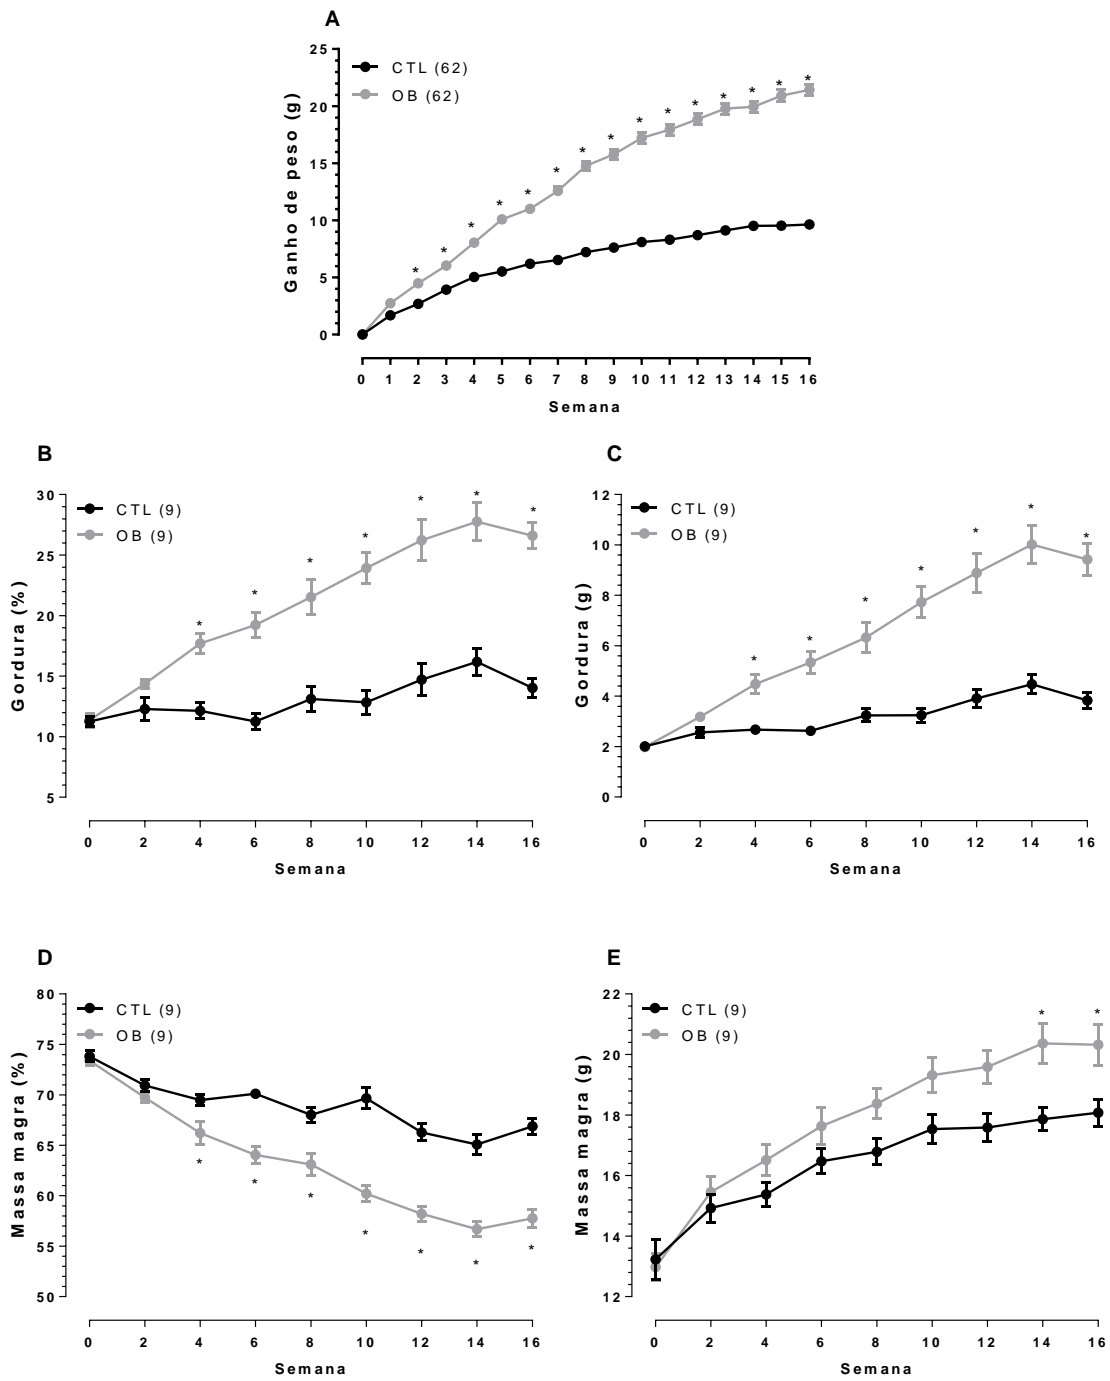 A
Ganho de peso (g)
25
20
15
10
5
0
CTL (62)
OB (62)
* * * * * * * * * * * * * * *
0 1 2 3 4 5 6 7 8 9 10 11 12 13 14 15 16
Semana
B
Gordura (%)
30
25
20
15
10
5
CTL (9)
OB (9)
* * * * * * *
0 2 4 6 8 10 12 14 16
Semana
C
Gordura (g)
12
10
8
6
4
2
0
CTL (9)
OB (9)
* * * * * * *
0 2 4 6 8 10 12 14 16
Semana
D
Massa magra (%)
80
75
70
65
60
55
50
CTL (9)
OB (9)
* * * * * * *
0 2 4 6 8 10 12 14 16
Semana
E
Massa magra (g)
22
20
18
16
14
12
CTL (9)
OB (9)
* *
0 2 4 6 8 10 12 14 16
Semana